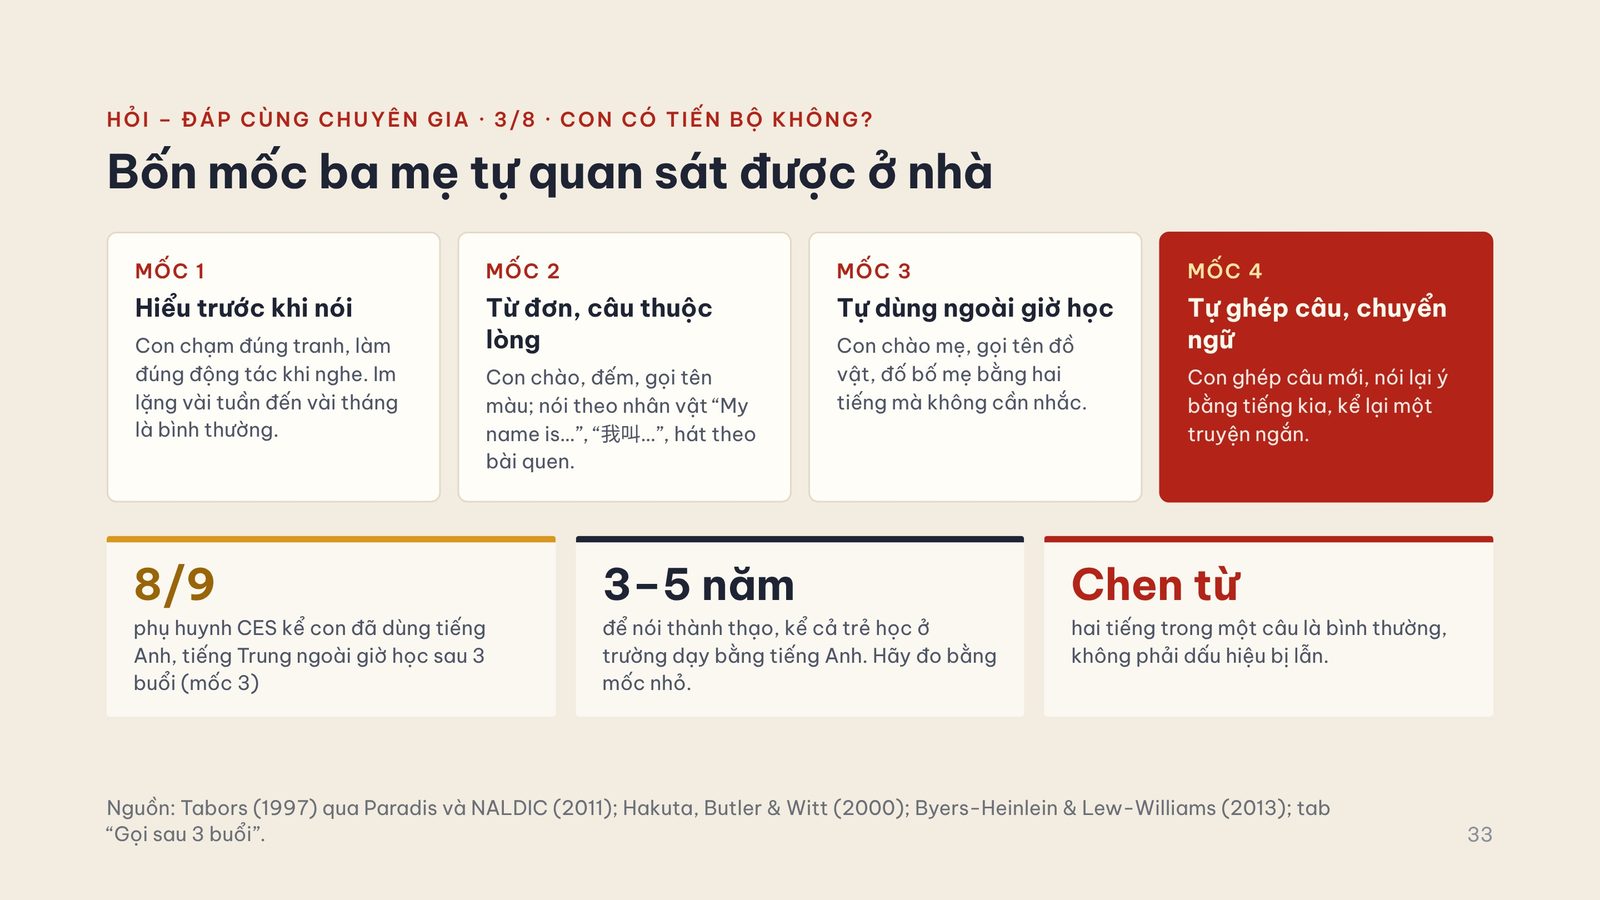 HỎI – ĐÁP CÙNG CHUYÊN GIA · 3/8 · CON CÓ TIẾN BỘ KHÔNG?
Bốn mốc ba mẹ tự quan sát được ở nhà
MỐC 1
Hiểu trước khi nói
Con chạm đúng tranh, làm
đúng động tác khi nghe. Im
lặng vài tuần đến vài tháng
là bình thường.
MỐC 2
Từ đơn, câu thuộc
lòng
Con chào, đếm, gọi tên
màu; nói theo nhân vật “My
name is…”, “我叫…”, hát theo
bài quen.
MỐC 3
Tự dùng ngoài giờ học
Con chào mẹ, gọi tên đồ
vật, đố bố mẹ bằng hai
tiếng mà không cần nhắc.
MỐC 4
Tự ghép câu, chuyển
ngữ
Con ghép câu mới, nói lại ý
bằng tiếng kia, kể lại một
truyện ngắn.
8/9
phụ huynh CES kể con đã dùng tiếng
Anh, tiếng Trung ngoài giờ học sau 3
buổi (mốc 3)
3–5 năm
để nói thành thạo, kể cả trẻ học ở
trường dạy bằng tiếng Anh. Hãy đo bằng
mốc nhỏ.
Chen từ
hai tiếng trong một câu là bình thường,
không phải dấu hiệu bị lẫn.
Nguồn: Tabors (1997) qua Paradis và NALDIC (2011); Hakuta, Butler & Witt (2000); Byers-Heinlein & Lew-Williams (2013); tab
“Gọi sau 3 buổi”.
33